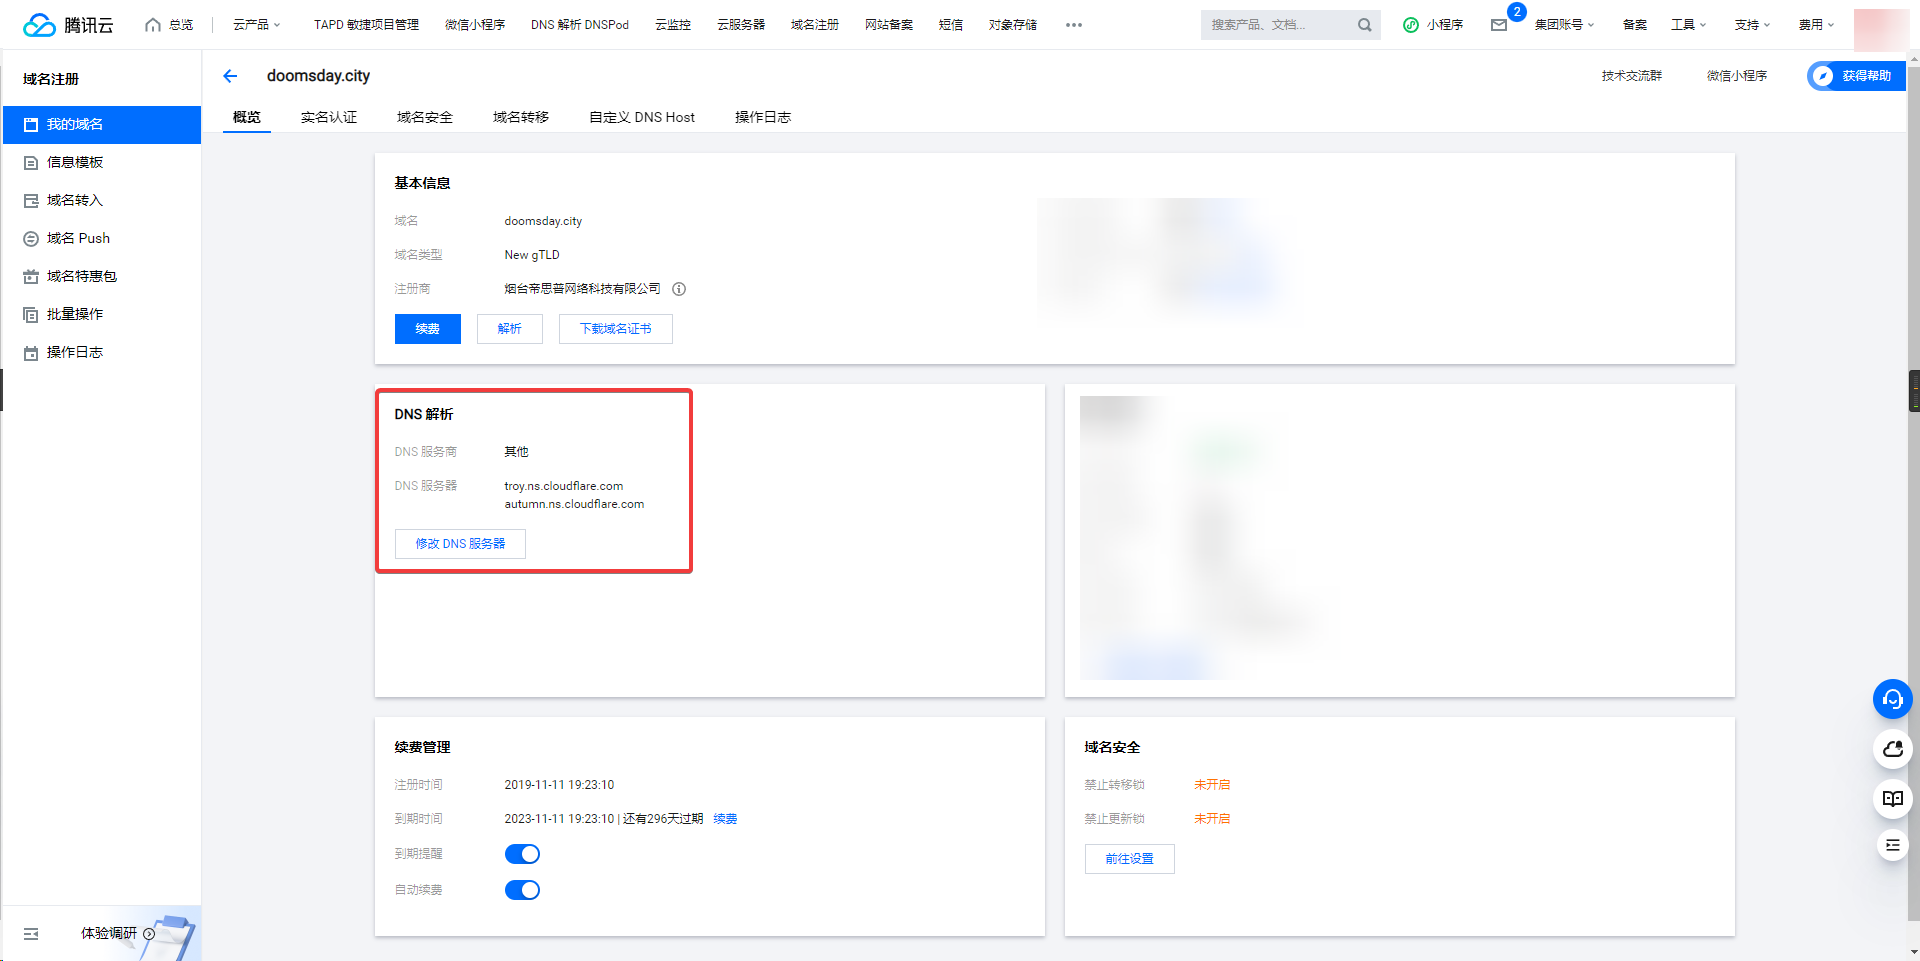 腾讯云
总览
云产品
TAPD 敏捷项目管理
微信小程序
DNS 解析 DNSPod
云监控
云服务器
域名注册
网站备案
短信
对象存储
搜索产品、文档...
小程序
2
集团账号
备案
工具
支持
费用
域名注册
我的域名
信息模板
域名转入
域名 Push
域名特惠包
批量操作
操作日志
体验调研
doomsday.city
技术交流群
微信小程序
获得帮助
概览
实名认证
域名安全
域名转移
自定义 DNS Host
操作日志
基本信息
域名 doomsday.city
域名类型 New gTLD
注册商 烟台帝思普网络科技有限公司
续费
解析
下载域名证书
DNS 解析
DNS 服务商 其他
DNS 服务器 troy.ns.cloudflare.com
autumn.ns.cloudflare.com
修改 DNS 服务器
续费管理
注册时间 2019-11-11 19:23:10
到期时间 2023-11-11 19:23:10 | 还有296天过期 续费
到期提醒
自动续费
域名安全
禁止转移锁 未开启
禁止更新锁 未开启
前往设置